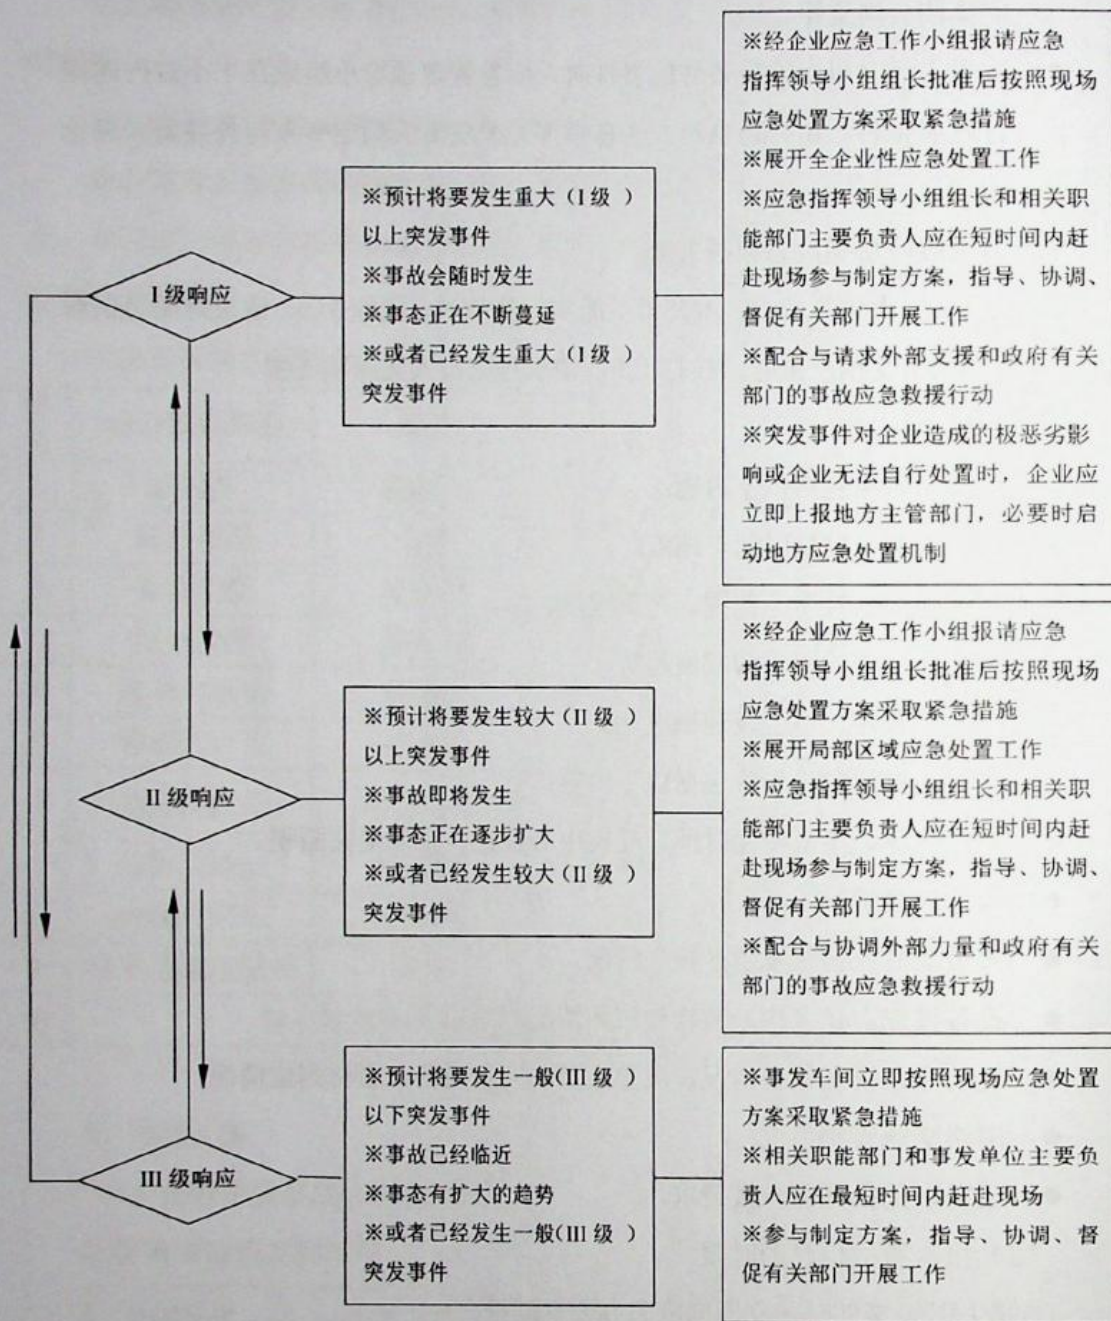 I 级响应
※预计将要发生重大（I 级 ）
以上突发事件
※事故会随时发生
※事态正在不断蔓延
※或者已经发生重大（I 级 ）
突发事件
※经企业应急工作小组报请应急
指挥领导小组组长批准后按照现场
应急处置方案采取紧急措施
※展开全企业性应急处置工作
※应急指挥领导小组组长和相关职
能部门主要负责人应在短时间内赶
赴现场参与制定方案，指导、协调、
督促有关部门开展工作
※配合与请求外部支援和政府有关
部门的事故应急救援行动
※突发事件对企业造成的极恶劣影
响或企业无法自行处置时，企业应
立即上报地方主管部门，必要时启
动地方应急处置机制
II 级响应
※预计将要发生较大（II 级 ）
以上突发事件
※事故即将发生
※事态正在逐步扩大
※或者已经发生较大（II 级 ）
突发事件
※经企业应急工作小组报请应急
指挥领导小组组长批准后按照现场
应急处置方案采取紧急措施
※展开局部区域应急处置工作
※应急指挥领导小组组长和相关职
能部门主要负责人应在短时间内赶
赴现场参与制定方案，指导、协调、
督促有关部门开展工作
※配合与协调外部力量和政府有关
部门的事故应急救援行动
III 级响应
※预计将要发生一般(III 级 ）
以下突发事件
※事故已经临近
※事态有扩大的趋势
※或者已经发生一般(III 级 ）
突发事件
※事发车间立即按照现场应急处置
方案采取紧急措施
※相关职能部门和事发单位主要负
责人应在最短时间内赶赴现场
※参与制定方案，指导、协调、督
促有关部门开展工作